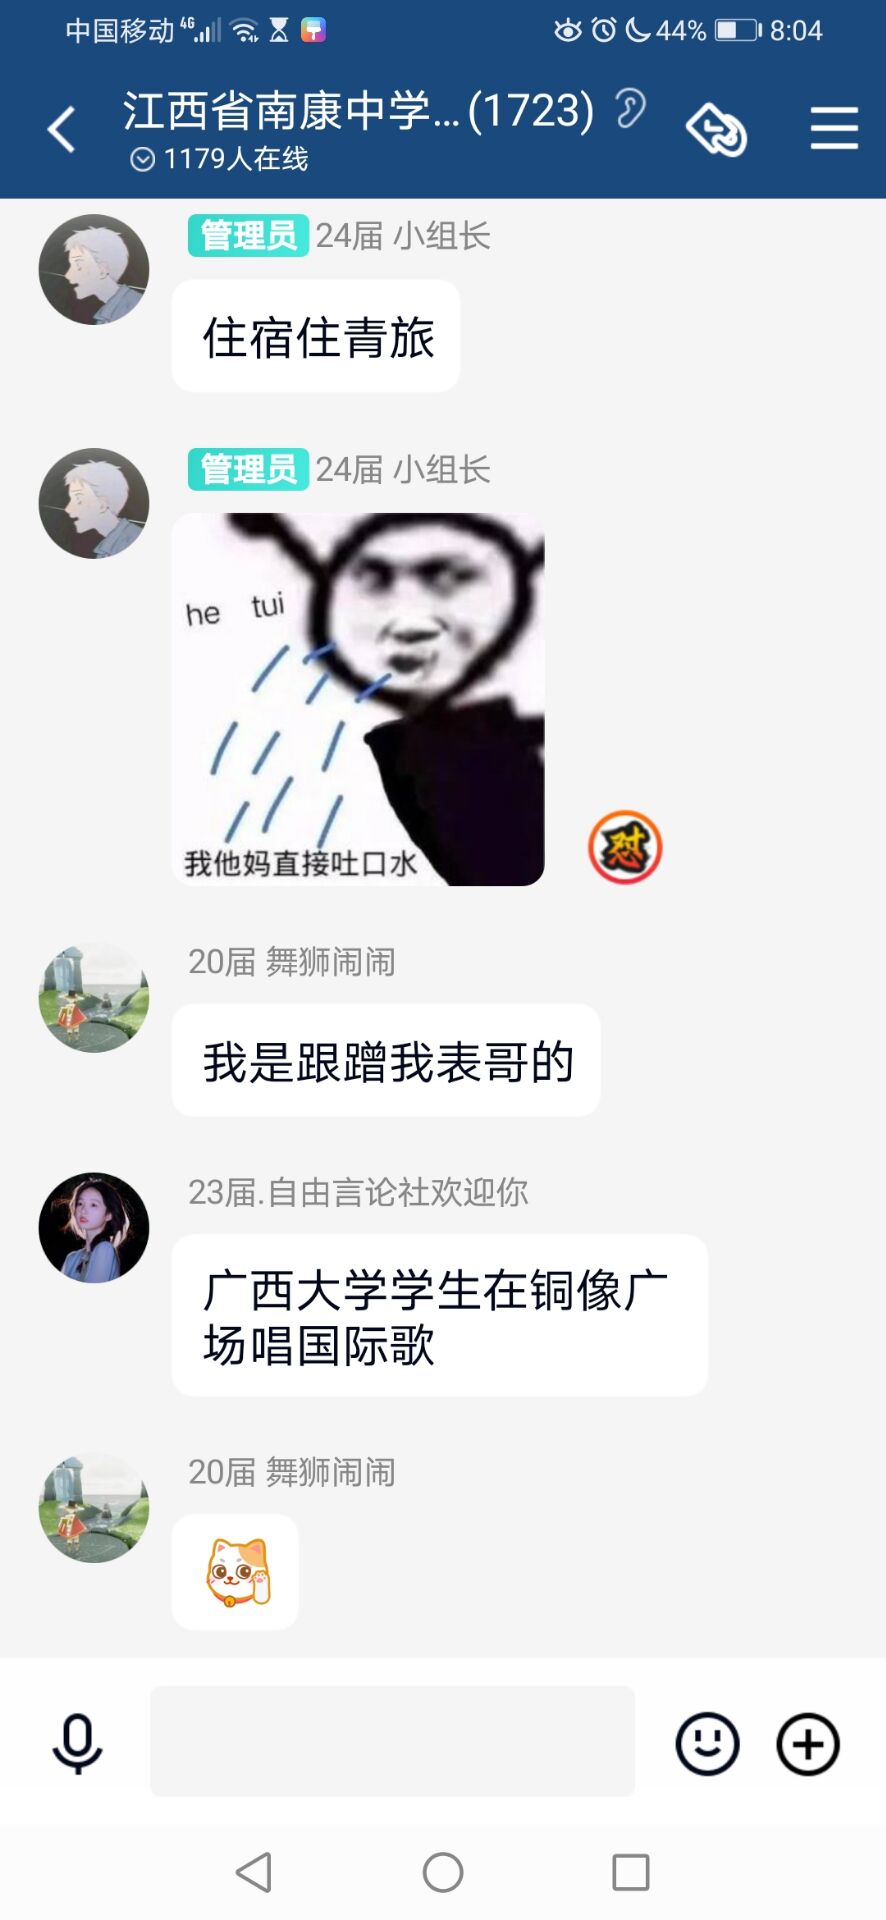 中国移动 4G 44% 8:04
江西省南康中学...(1723)
1179人在线
管理员 24届 小组长
住宿住青旅
管理员 24届 小组长
he tui
我他妈直接吐口水
怼
20届 舞狮闹闹
我是跟蹭我表哥的
23届.自由言论社欢迎你
广西大学学生在铜像广
场唱国际歌
20届 舞狮闹闹